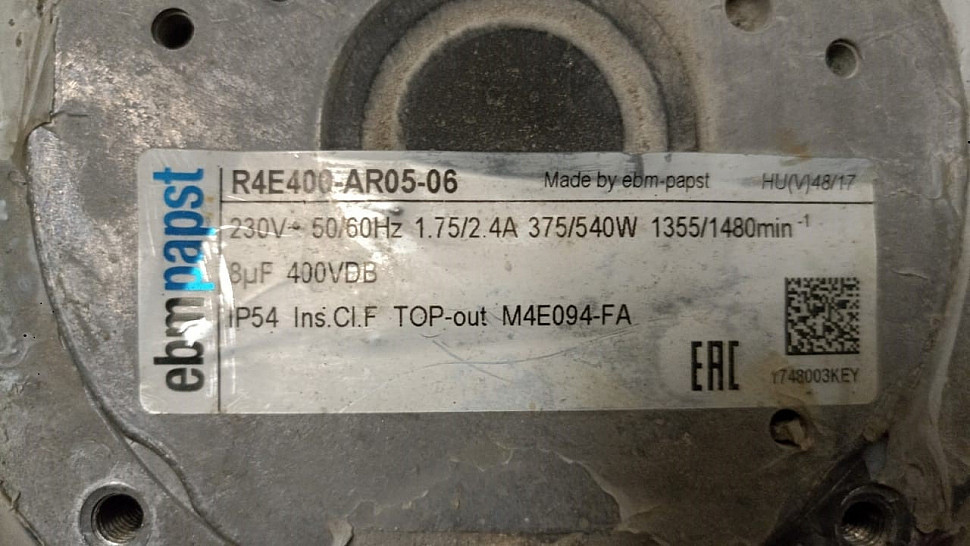 ebmpapst
R4E400-AR05-06 Made by ebm-papst HU(V)48/17
230V~ 50/60Hz 1.75/2.4A 375/540W 1355/1480min⁻¹
8µF 400VDB
IP54 Ins.Cl.F TOP-out M4E094-FA
EAC
Y748003KEY